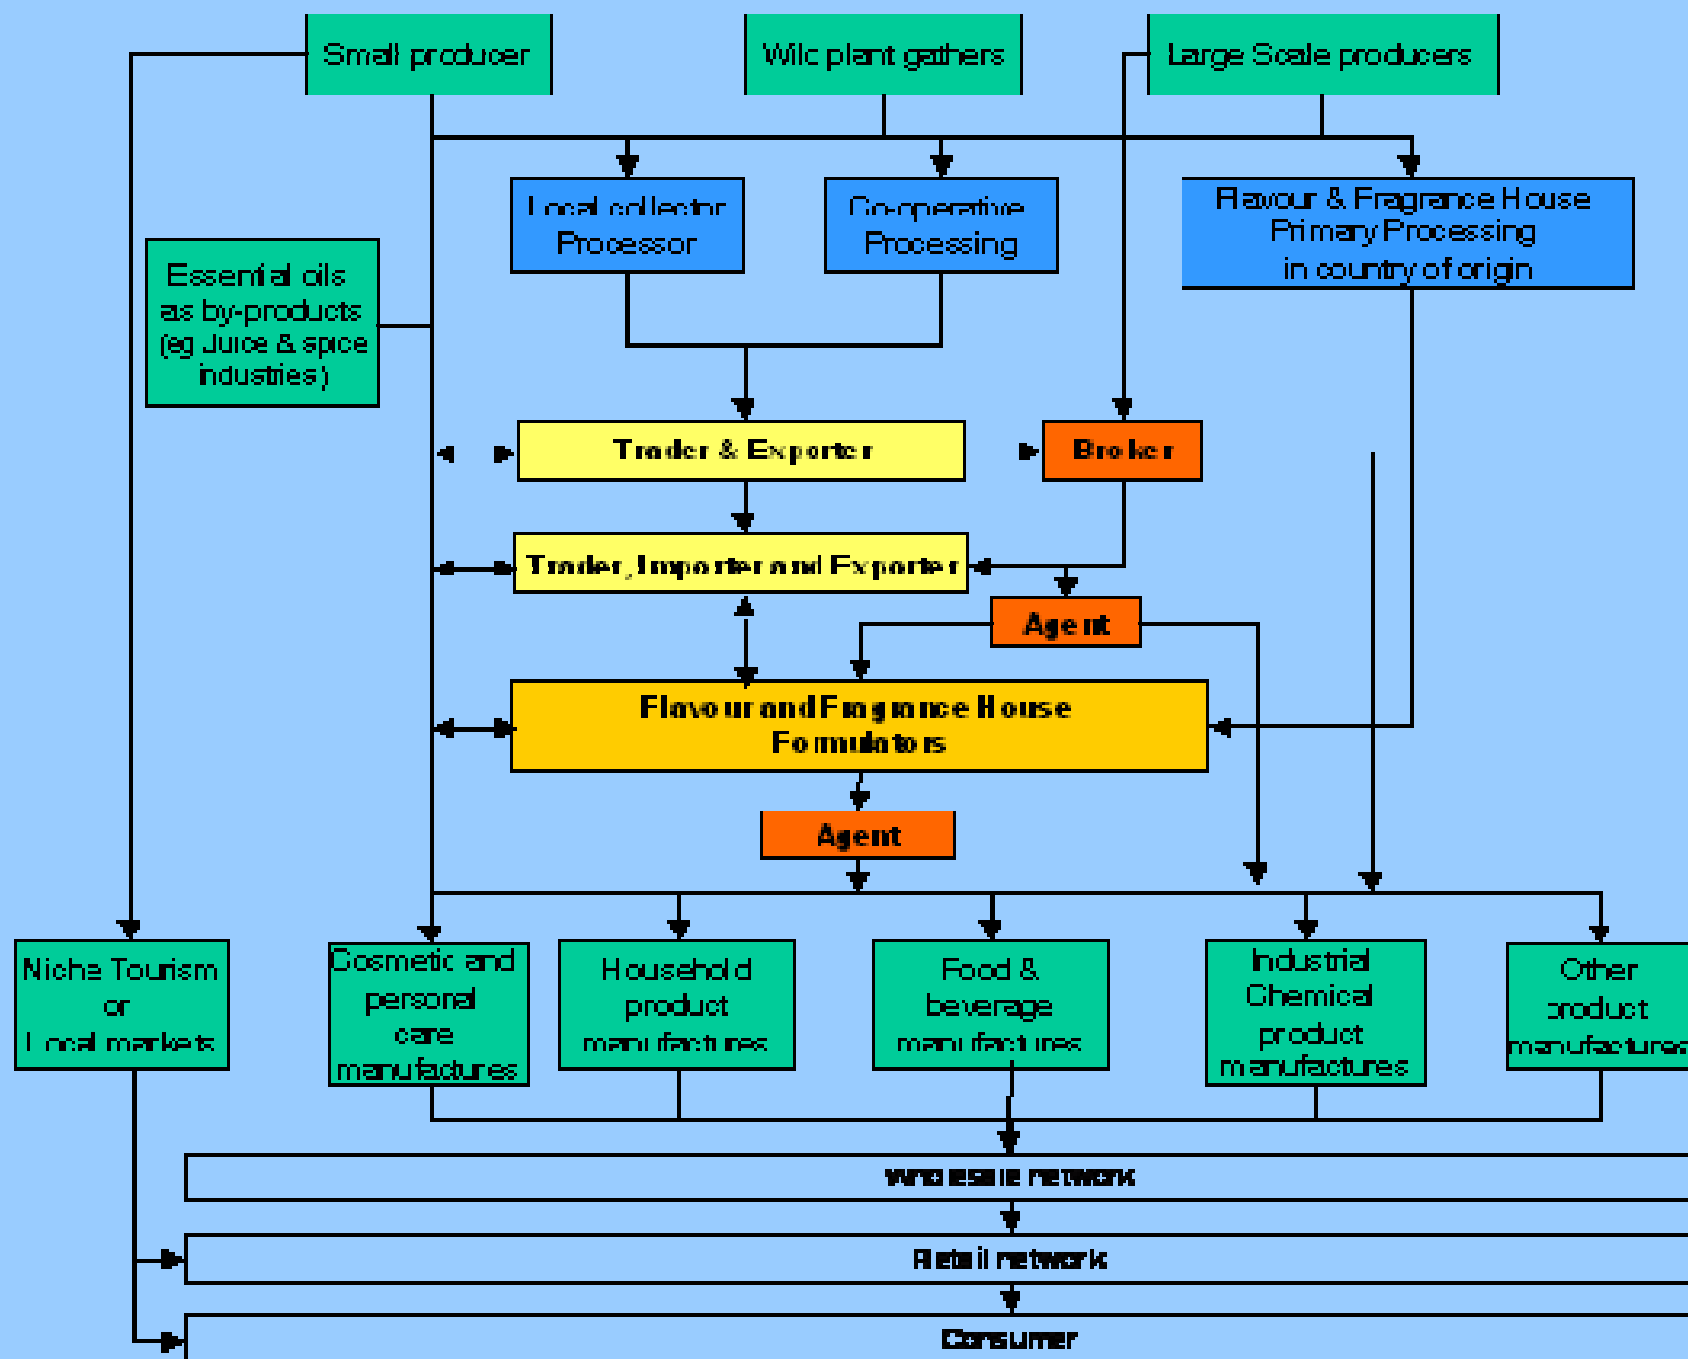 Small producer
Wild plant gathers
Large Scale producers
Local collector
Processor
Co-operative
Processing
Flavour & Fragrance House
Primary Processing
in country of origin
Essential oils
as by-products
(eg Juice & spice
industries)
Trader & Exporter
Broker
Trader, Importer and Exporter
Agent
Flavour and Fragrance House
Formulators
Agent
Niche Tourism
or
Local markets
Cosmetic and
personal
care
manufactures
Household
product
manufactures
Food &
beverage
manufactures
Industrial
Chemical
product
manufactures
Other
product
manufactures
Wholesale network
Retail network
Consumer